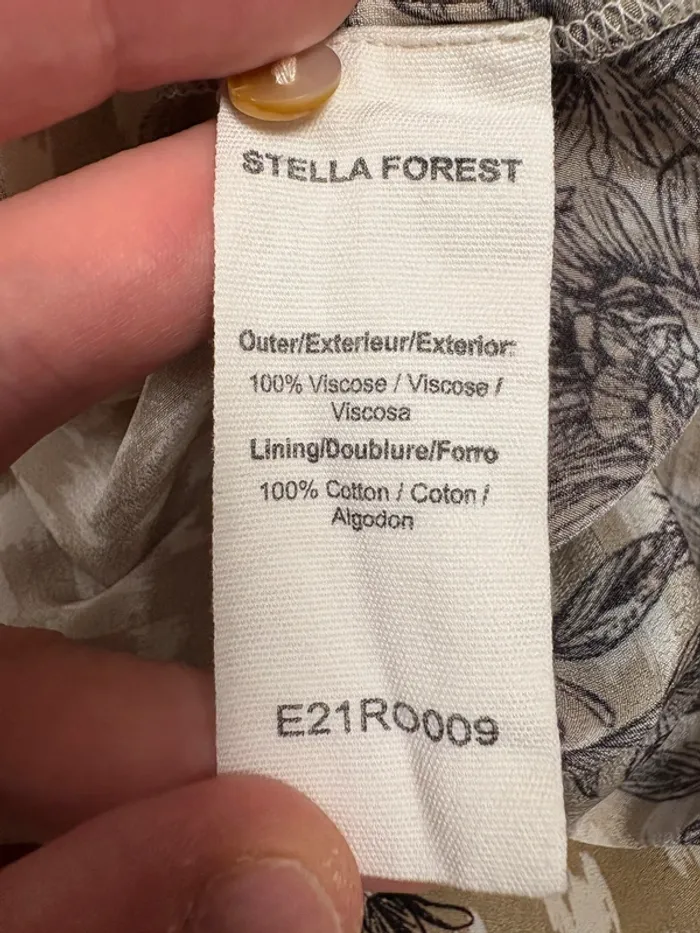 STELLA FOREST
Outer/Exterieur/Exterior:
100% Viscose / Viscose /
Viscosa
Lining/Doublure/Forro
100% Cotton / Coton /
Algodon
E21RO009